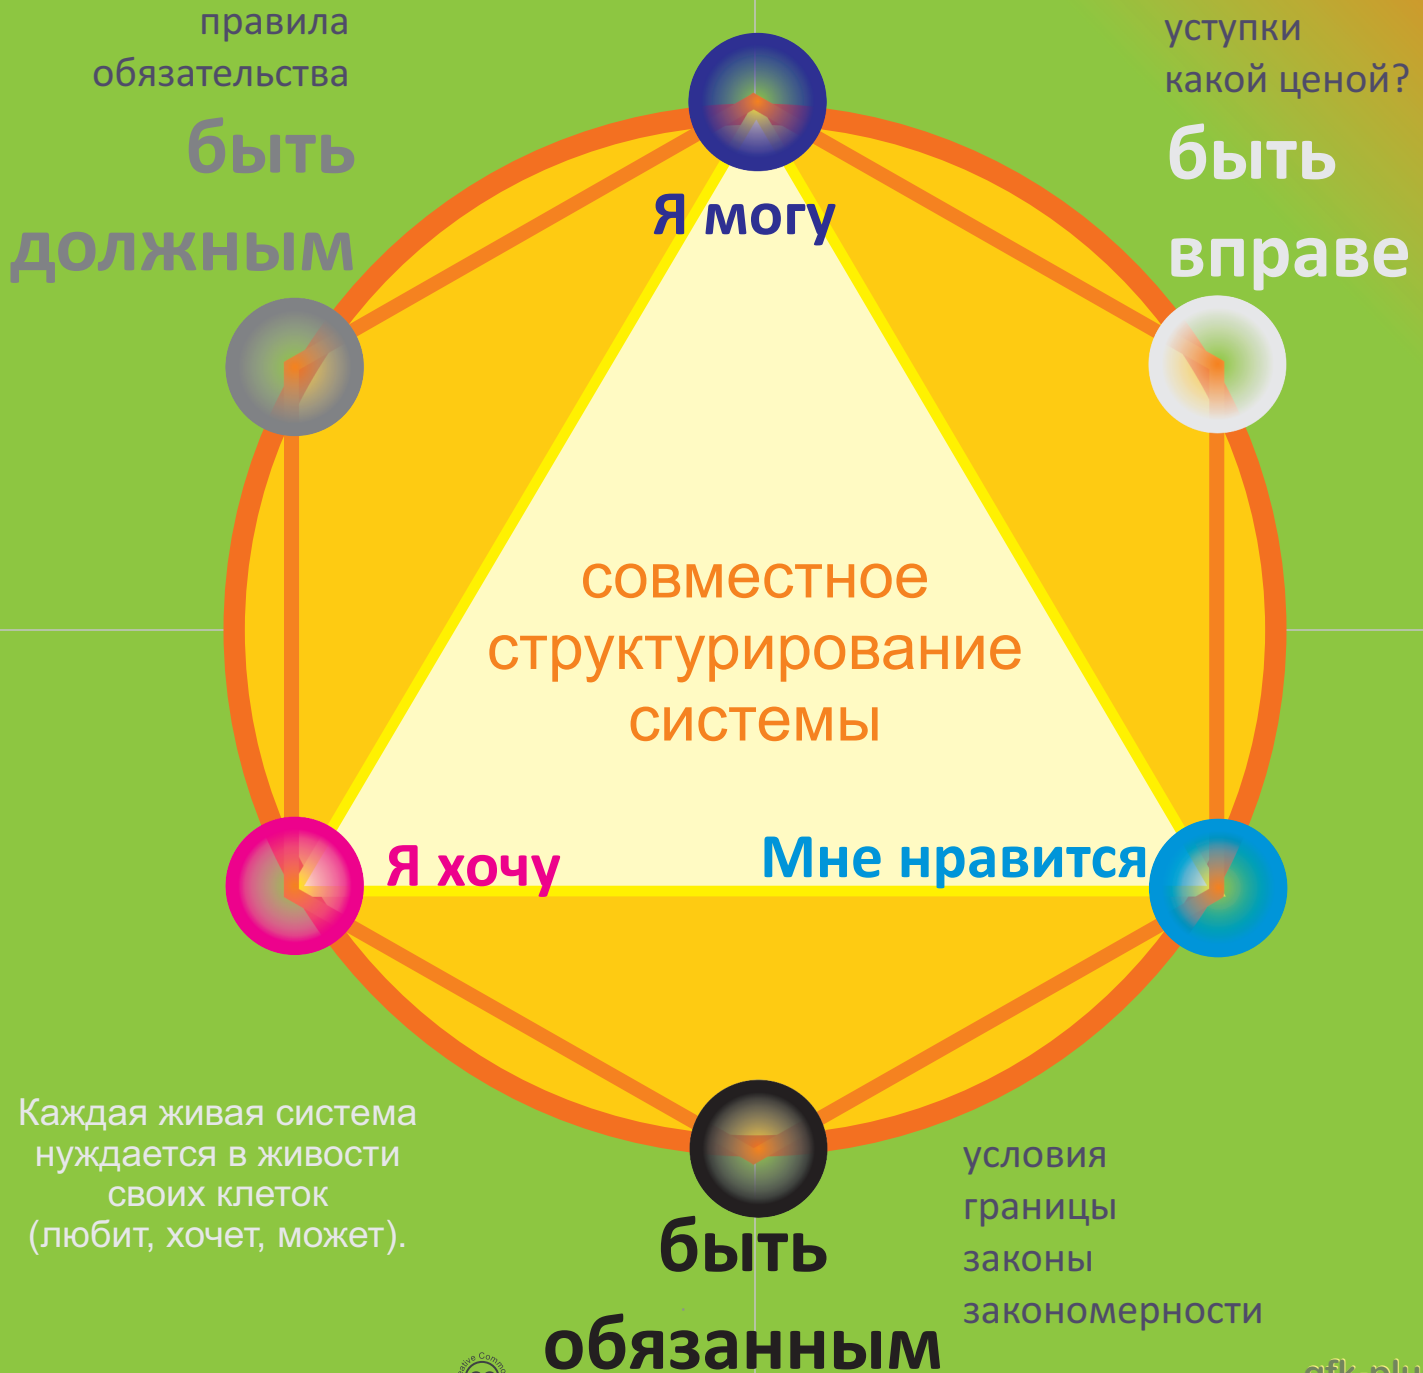 правила
обязательства
быть
должным
уступки
какой ценой?
быть
вправе
Я могу
совместное
структурирование
системы
Я хочу
Мне нравится
Каждая живая система
нуждается в живости
своих клеток
(любит, хочет, может).
быть
обязанным
условия
границы
законы
закономерности